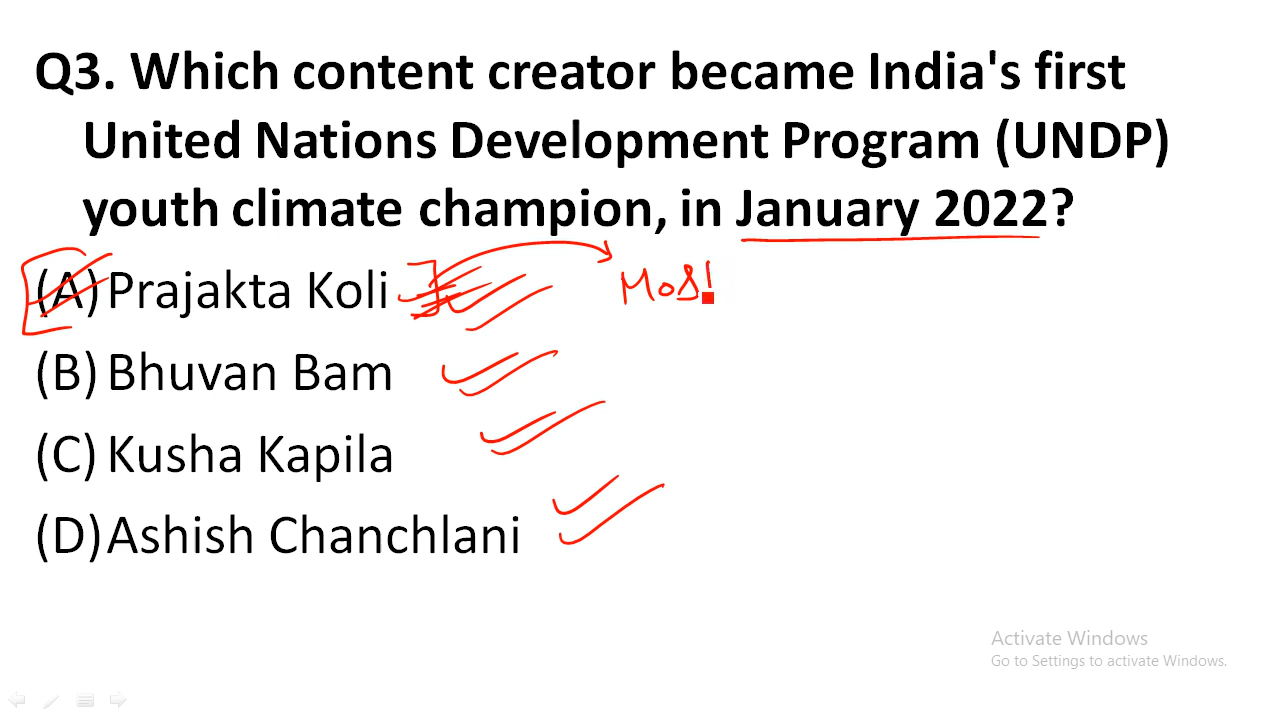 Q3. Which content creator became India's first
United Nations Development Program (UNDP)
youth climate champion, in January 2022?
(A) Prajakta Koli
MoS!
(B) Bhuvan Bam
(C) Kusha Kapila
(D) Ashish Chanchlani
Activate Windows
Go to Settings to activate Windows.